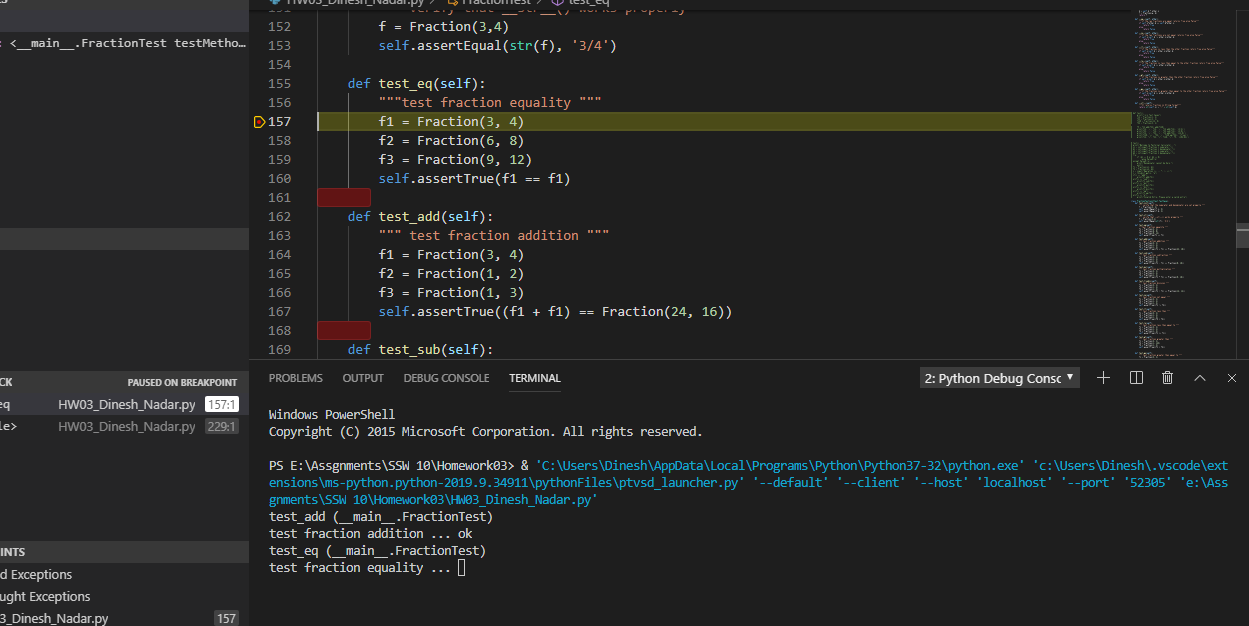 HW03_Dinesh_Nadar.py > FractionTest > test_eq
<__main__.FractionTest testMetho…
verify that __str__() works properly
152 f = Fraction(3,4)
153 self.assertEqual(str(f), '3/4')
154
155 def test_eq(self):
156 """test fraction equality """
157 f1 = Fraction(3, 4)
158 f2 = Fraction(6, 8)
159 f3 = Fraction(9, 12)
160 self.assertTrue(f1 == f1)
161
162 def test_add(self):
163 """ test fraction addition """
164 f1 = Fraction(3, 4)
165 f2 = Fraction(1, 2)
166 f3 = Fraction(1, 3)
167 self.assertTrue((f1 + f1) == Fraction(24, 16))
168
169 def test_sub(self):
CK PAUSED ON BREAKPOINT
eq HW03_Dinesh_Nadar.py 157:1
le> HW03_Dinesh_Nadar.py 229:1
INTS
d Exceptions
ught Exceptions
3_Dinesh_Nadar.py 157
PROBLEMS OUTPUT DEBUG CONSOLE TERMINAL 2: Python Debug Consc
Windows PowerShell
Copyright (C) 2015 Microsoft Corporation. All rights reserved.
PS E:\Assgnments\SSW 10\Homework03> & 'C:\Users\Dinesh\AppData\Local\Programs\Python\Python37-32\python.exe' 'c:\Users\Dinesh\.vscode\ext
ensions\ms-python.python-2019.9.34911\pythonFiles\ptvsd_launcher.py' '--default' '--client' '--host' 'localhost' '--port' '52305' 'e:\Ass
gnments\SSW 10\Homework03\HW03_Dinesh_Nadar.py'
test_add (__main__.FractionTest)
test fraction addition ... ok
test_eq (__main__.FractionTest)
test fraction equality ...